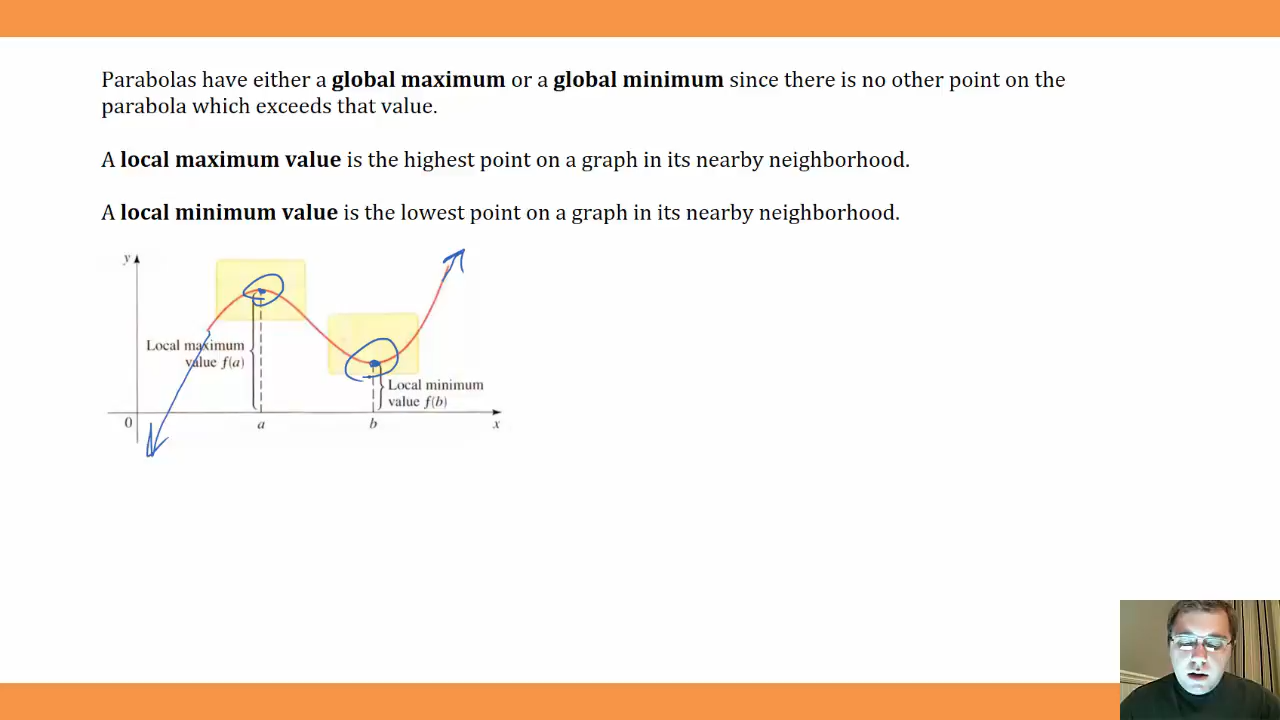 Parabolas have either a global maximum or a global minimum since there is no other point on the
parabola which exceeds that value.
A local maximum value is the highest point on a graph in its nearby neighborhood.
A local minimum value is the lowest point on a graph in its nearby neighborhood.
y
Local maximum
value f(a)
Local minimum
value f(b)
0
a
b
x